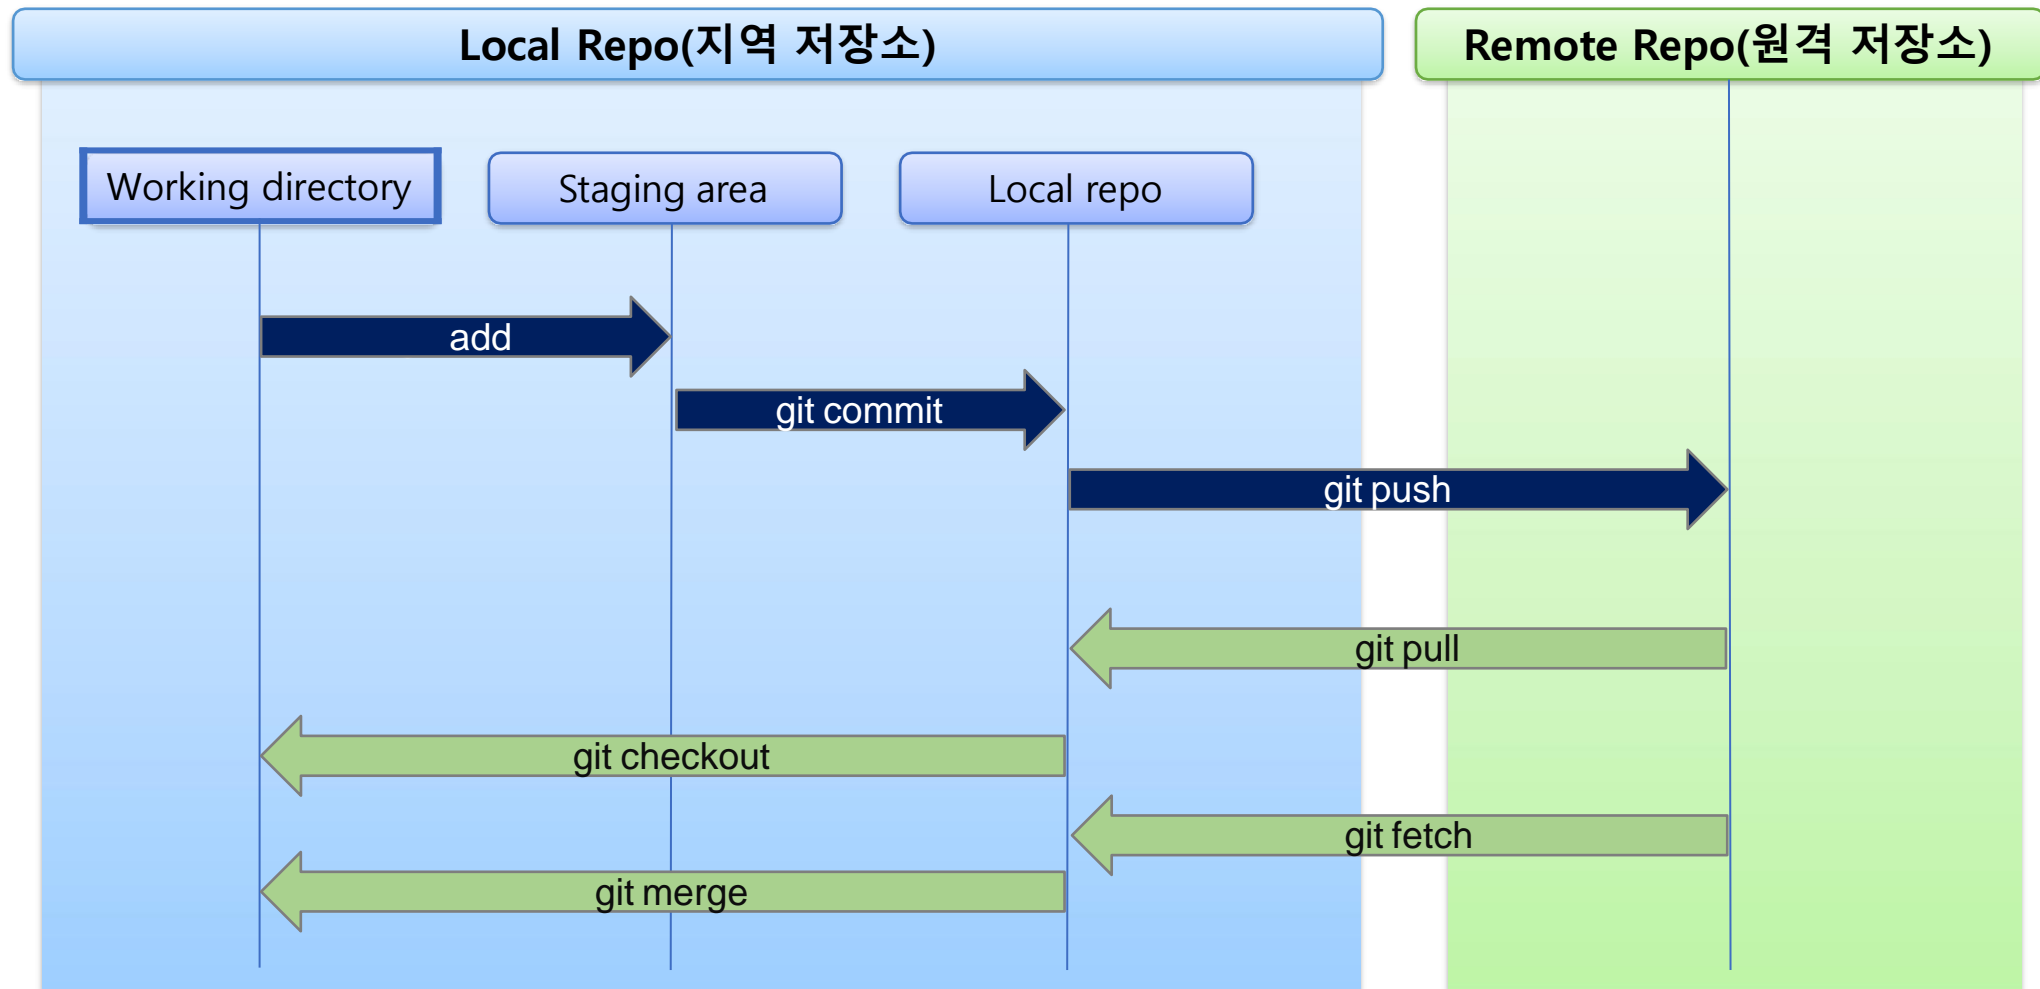 Local Repo(지역 저장소)
Remote Repo(원격 저장소)
Working directory
Staging area
Local repo
add
git commit
git push
git pull
git checkout
git fetch
git merge